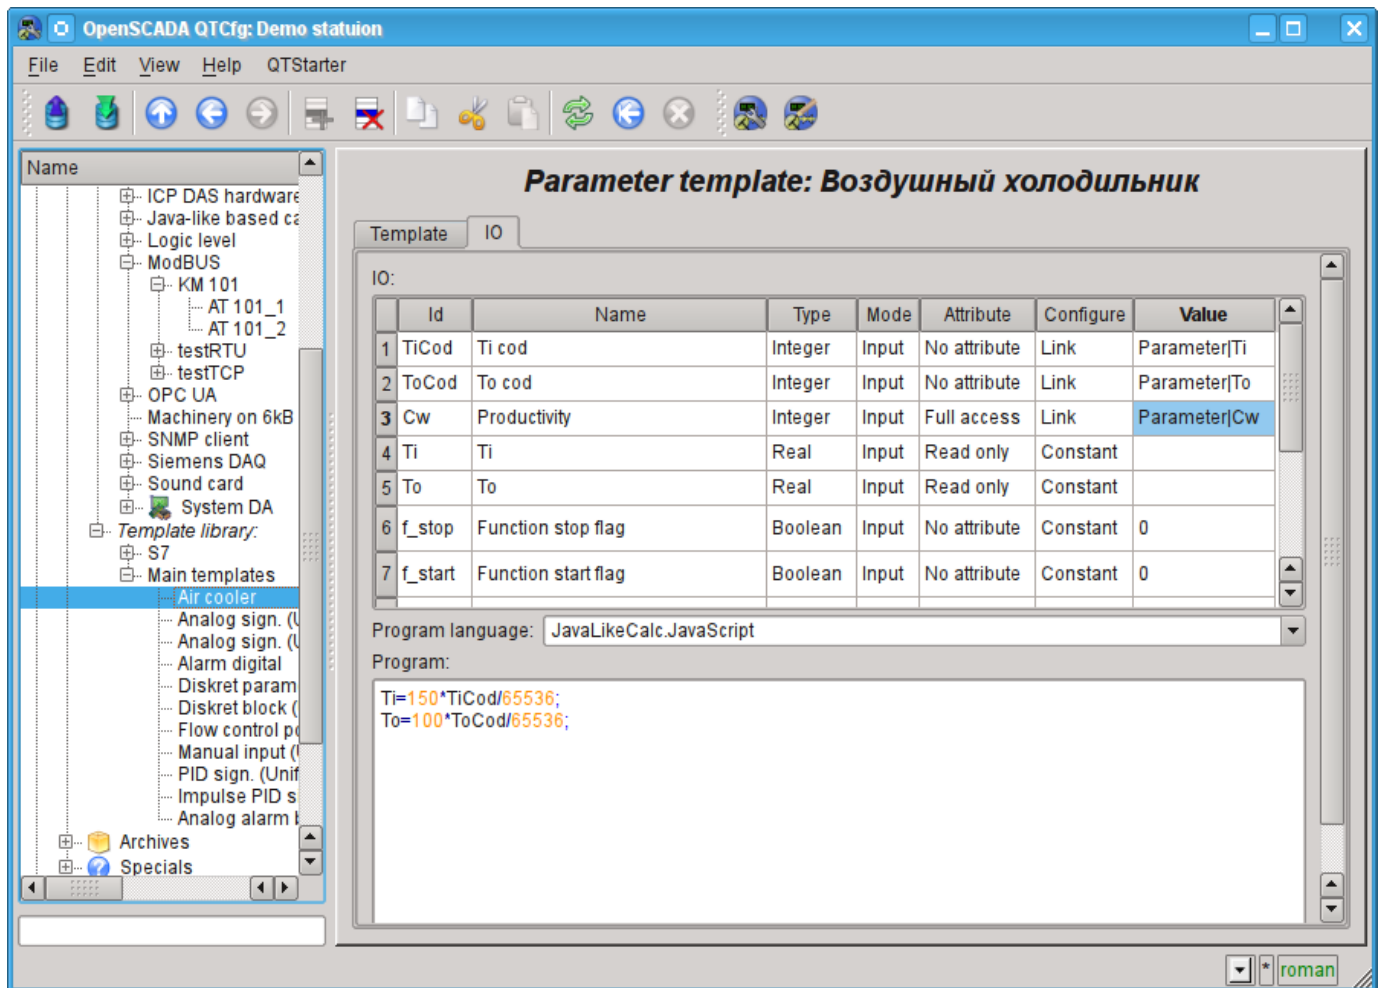 OpenSCADA QTCfg: Demo statuion
File Edit View Help QTStarter
Name
ICP DAS hardware
Java-like based ca
Logic level
ModBUS
KM 101
AT 101_1
AT 101_2
testRTU
testTCP
OPC UA
Machinery on 6kB
SNMP client
Siemens DAQ
Sound card
System DA
Template library:
S7
Main templates
Air cooler
Analog sign. (U
Analog sign. (U
Alarm digital
Diskret param
Diskret block (
Flow control po
Manual input (U
PID sign. (Unif
Impulse PID s
Analog alarm b
Archives
Specials
Parameter template: Воздушный холодильник
Template IO
IO:
Id Name Type Mode Attribute Configure Value
1 TiCod Ti cod Integer Input No attribute Link Parameter|Ti
2 ToCod To cod Integer Input No attribute Link Parameter|To
3 Cw Productivity Integer Input Full access Link Parameter|Cw
4 Ti Ti Real Input Read only Constant
5 To To Real Input Read only Constant
6 f_stop Function stop flag Boolean Input No attribute Constant 0
7 f_start Function start flag Boolean Input No attribute Constant 0
Program language: JavaLikeCalc.JavaScript
Program:
Ti=150*TiCod/65536;
To=100*ToCod/65536;
* roman